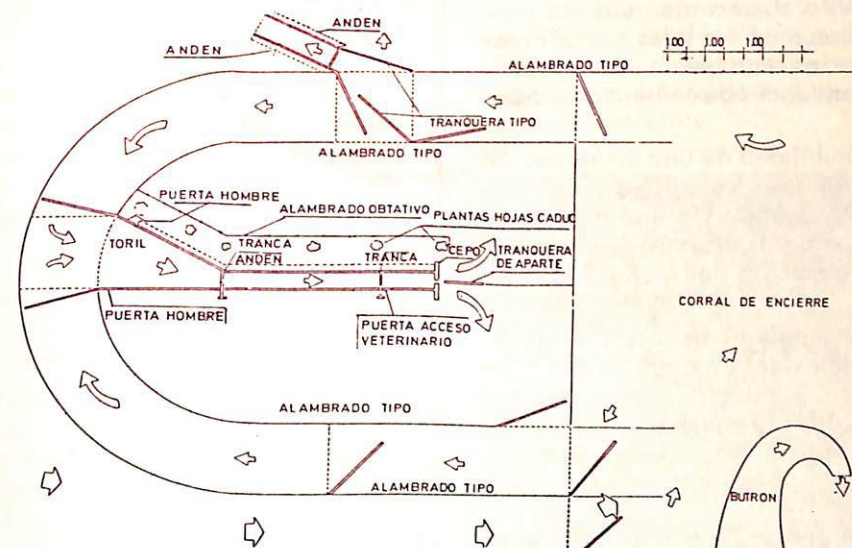 ANDEN
ANDEN
1.00 1.00 1.00
ALAMBRADO TIPO
TRANQUERA TIPO
ALAMBRADO TIPO
PUERTA HOMBRE
ALAMBRADO OBTATIVO
PLANTAS HOJAS CADUC
TORIL
TRANCA
ANDEN
TRANCA
CEPO
TRANQUERA
DE APARTE
CORRAL DE ENCIERRE
PUERTA HOMBRE
PUERTA ACCESO
VETERINARIO
ALAMBRADO TIPO
ALAMBRADO TIPO
BUTRON